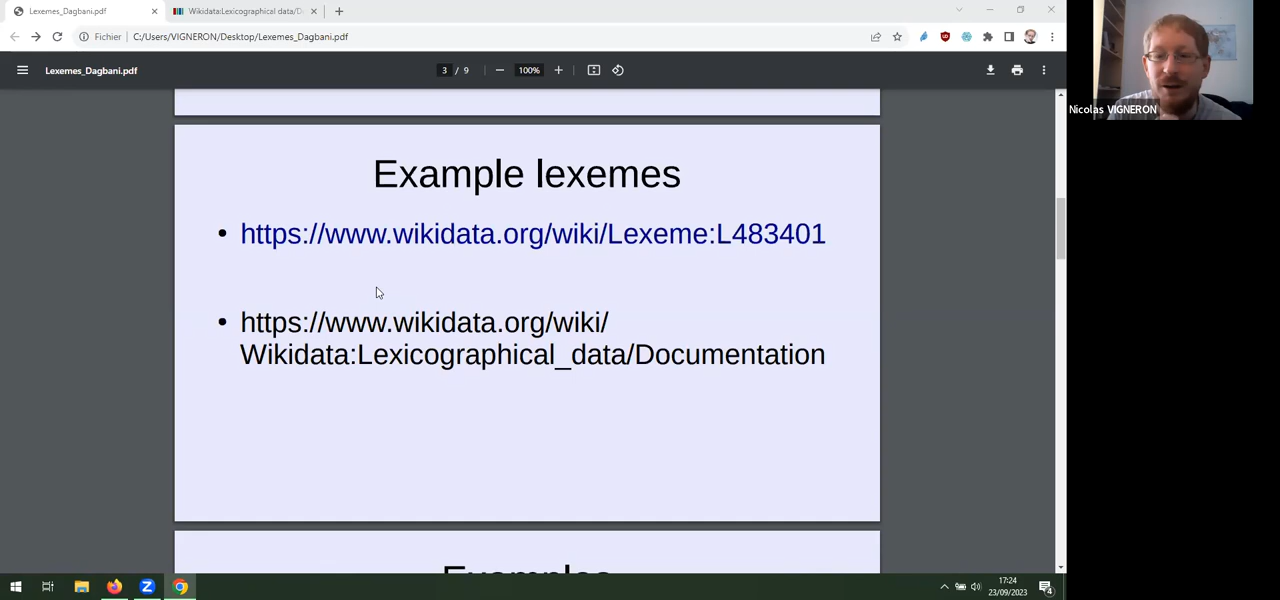 Lexemes_Dagbani.pdf
Wikidata:Lexicographical data/D
Fichier
C:/Users/VIGNERON/Desktop/Lexemes_Dagbani.pdf
Lexemes_Dagbani.pdf
3 / 9
100%
Nicolas VIGNERON
Example lexemes
https://www.wikidata.org/wiki/Lexeme:L483401
https://www.wikidata.org/wiki/
Wikidata:Lexicographical_data/Documentation
Examples
17:24
23/09/2023
4